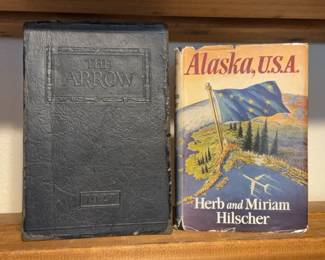 THE
ARROW
Alaska, U.S.A.
Herb and Miriam
Hilscher